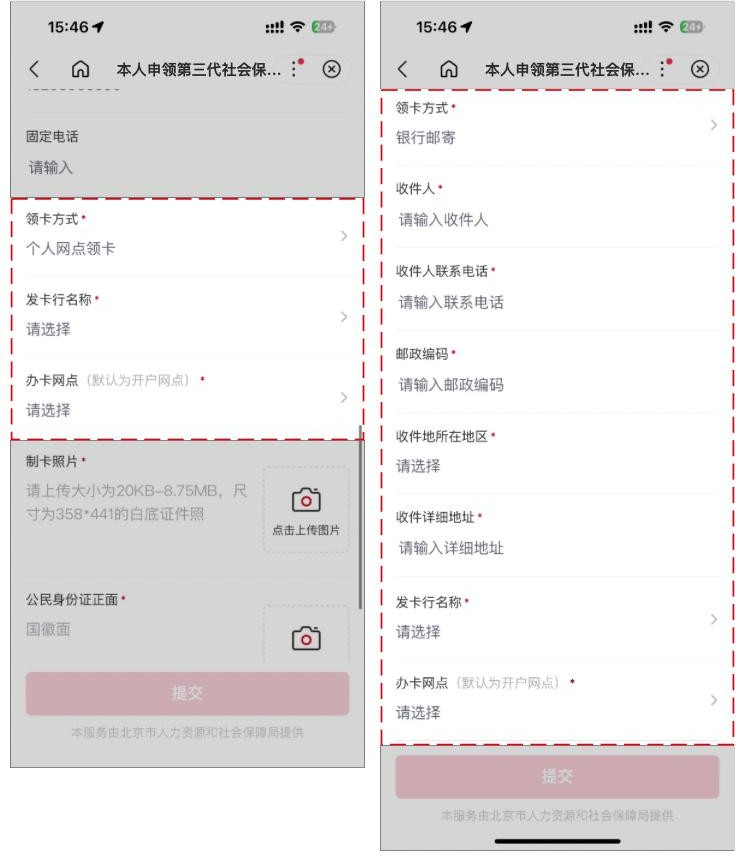 15:46
24
本人申领第三代社会保...
固定电话
请输入
领卡方式*
个人网点领卡
发卡行名称*
请选择
办卡网点（默认为开户网点）*
请选择
制卡照片*
请上传大小为20KB-8.75MB，尺
寸为358*441的白底证件照
点击上传图片
公民身份证正面*
国徽面
提交
本服务由北京市人力资源和社会保障局提供
15:46
24
本人申领第三代社会保...
领卡方式*
银行邮寄
收件人*
请输入收件人
收件人联系电话*
请输入联系电话
邮政编码*
请输入邮政编码
收件地所在地区*
请选择
收件详细地址*
请输入详细地址
发卡行名称*
请选择
办卡网点（默认为开户网点）*
请选择
提交
本服务由北京市人力资源和社会保障局提供